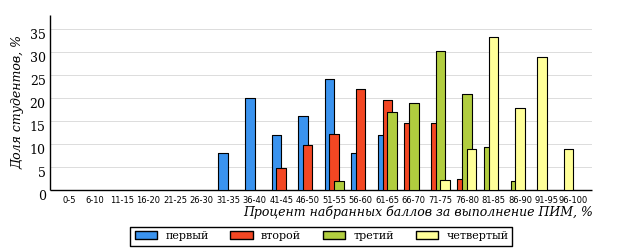 Доля студентов, %
35
30
25
20
15
10
5
0
0-5 6-10 11-15 16-20 21-25 26-30 31-35 36-40 41-45 46-50 51-55 56-60 61-65 66-70 71-75 76-80 81-85 86-90 91-95 96-100
Процент набранных баллов за выполнение ПИМ, %
первый второй третий четвертый